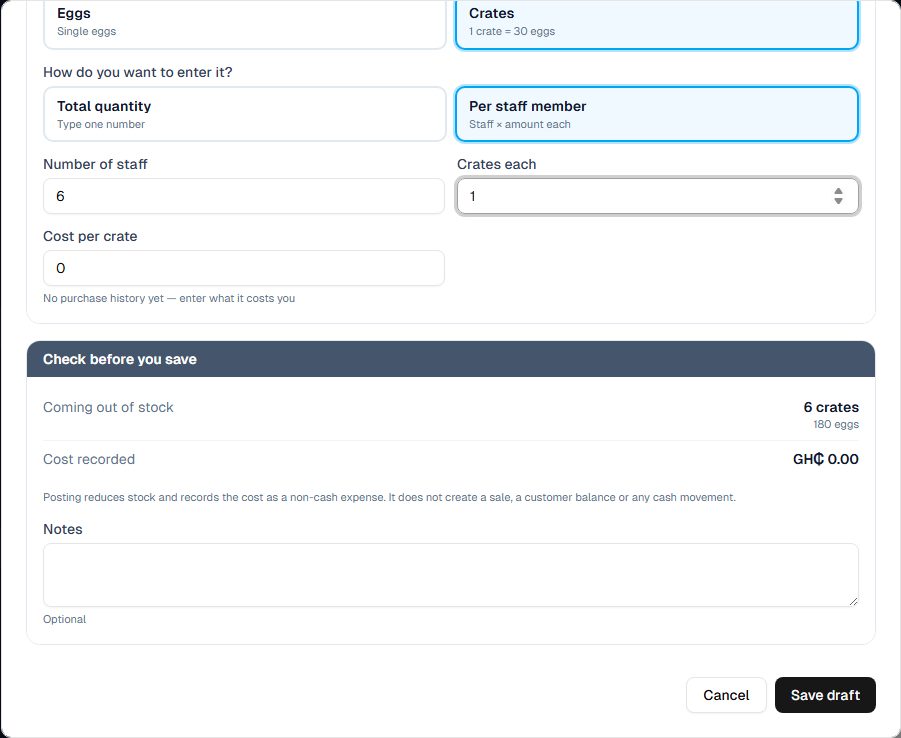 Eggs
Single eggs
Crates
1 crate = 30 eggs
How do you want to enter it?
Total quantity
Type one number
Per staff member
Staff × amount each
Number of staff
6
Crates each
1
Cost per crate
0
No purchase history yet — enter what it costs you
Check before you save
Coming out of stock
6 crates
180 eggs
Cost recorded
GH₵ 0.00
Posting reduces stock and records the cost as a non-cash expense. It does not create a sale, a customer balance or any cash movement.
Notes
Optional
Cancel
Save draft